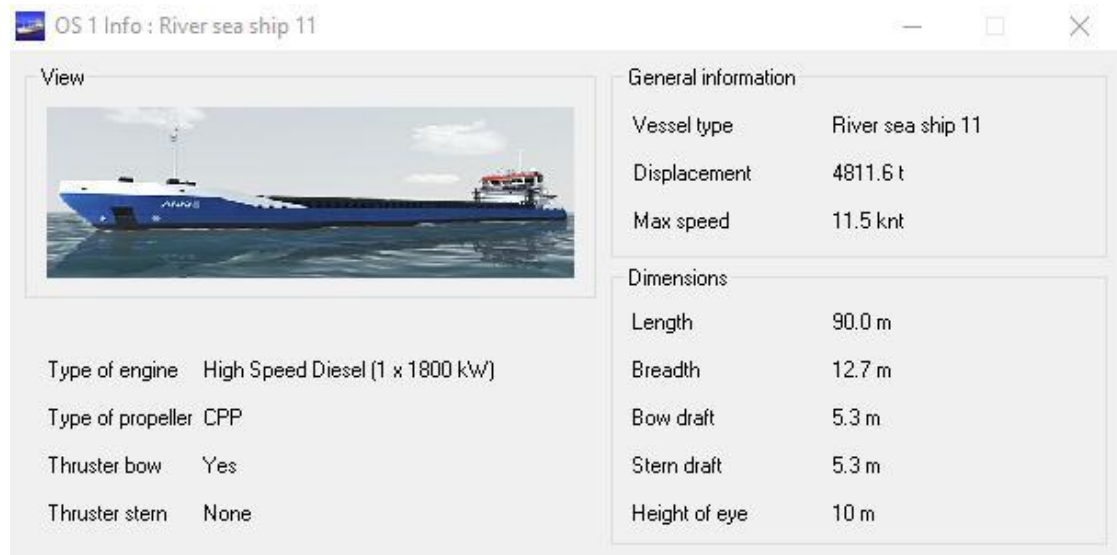 OS 1 Info : River sea ship 11
View
General information
Vessel type River sea ship 11
Displacement 4811.6 t
Max speed 11.5 knt
Dimensions
Length 90.0 m
Breadth 12.7 m
Bow draft 5.3 m
Stern draft 5.3 m
Height of eye 10 m
Type of engine High Speed Diesel (1 x 1800 kW)
Type of propeller CPP
Thruster bow Yes
Thruster stern None